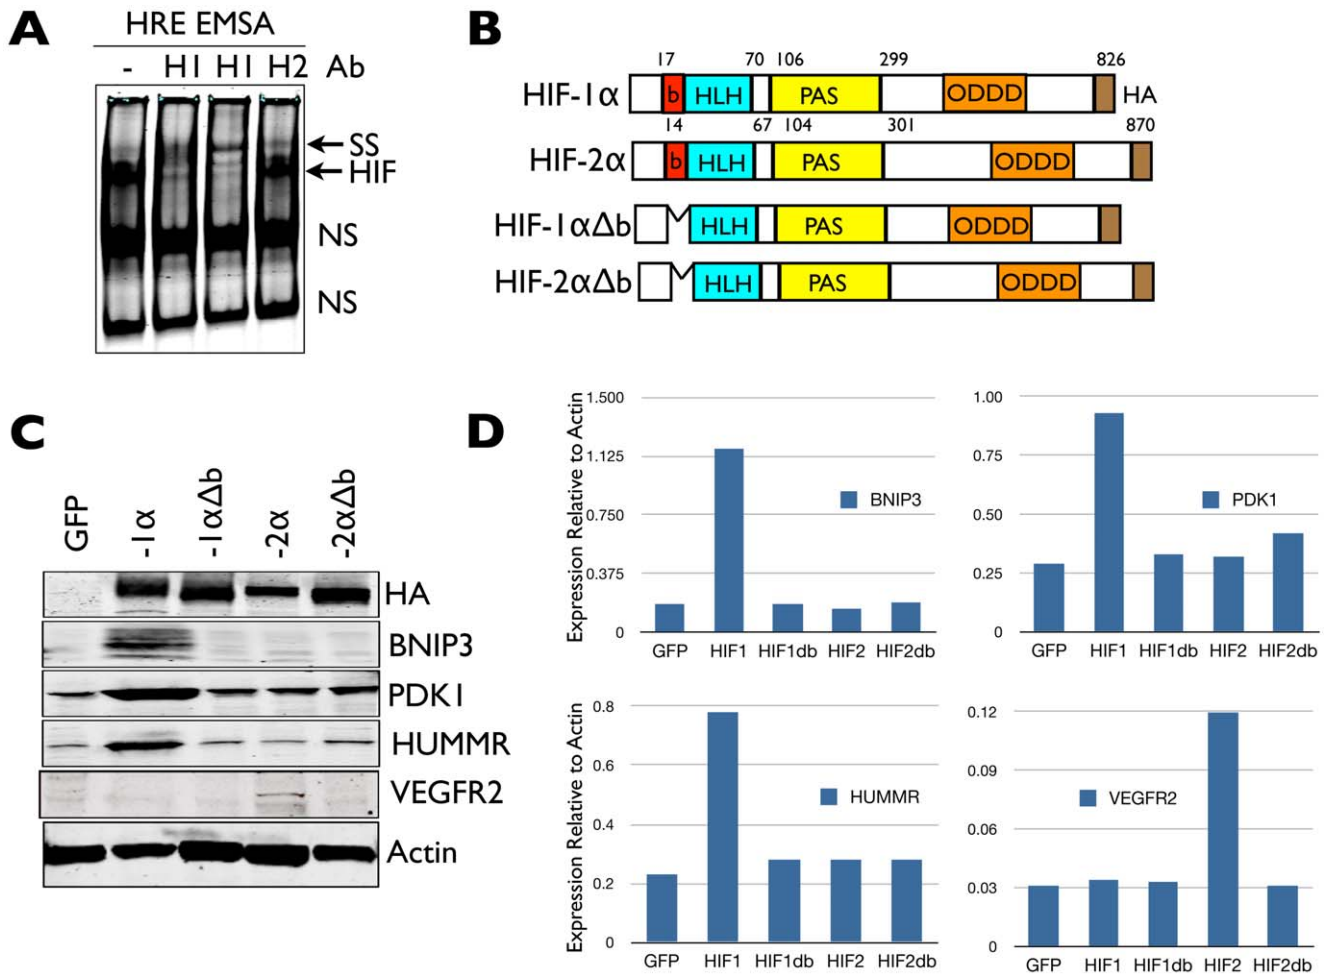 A
HRE EMSA
- H1 H1 H2 Ab
SS
HIF
NS
NS
B
17 70 106 299 826
HIF-1α b HLH PAS ODDD HA
14 67 104 301 870
HIF-2α b HLH PAS ODDD
HIF-1αΔb HLH PAS ODDD
HIF-2αΔb HLH PAS ODDD
C
GFP -1α -1αΔb -2α -2αΔb
HA
BNIP3
PDK1
HUMMR
VEGFR2
Actin
D
Expression Relative to Actin
1.500
1.125
0.750
0.375
0
BNIP3
GFP HIF1 HIF1db HIF2 HIF2db
1.00
0.75
0.50
0.25
0
PDK1
GFP HIF1 HIF1db HIF2 HIF2db
Expression Relative to Actin
0.8
0.6
0.4
0.2
0
HUMMR
GFP HIF1 HIF1db HIF2 HIF2db
0.12
0.09
0.06
0.03
0
VEGFR2
GFP HIF1 HIF1db HIF2 HIF2db